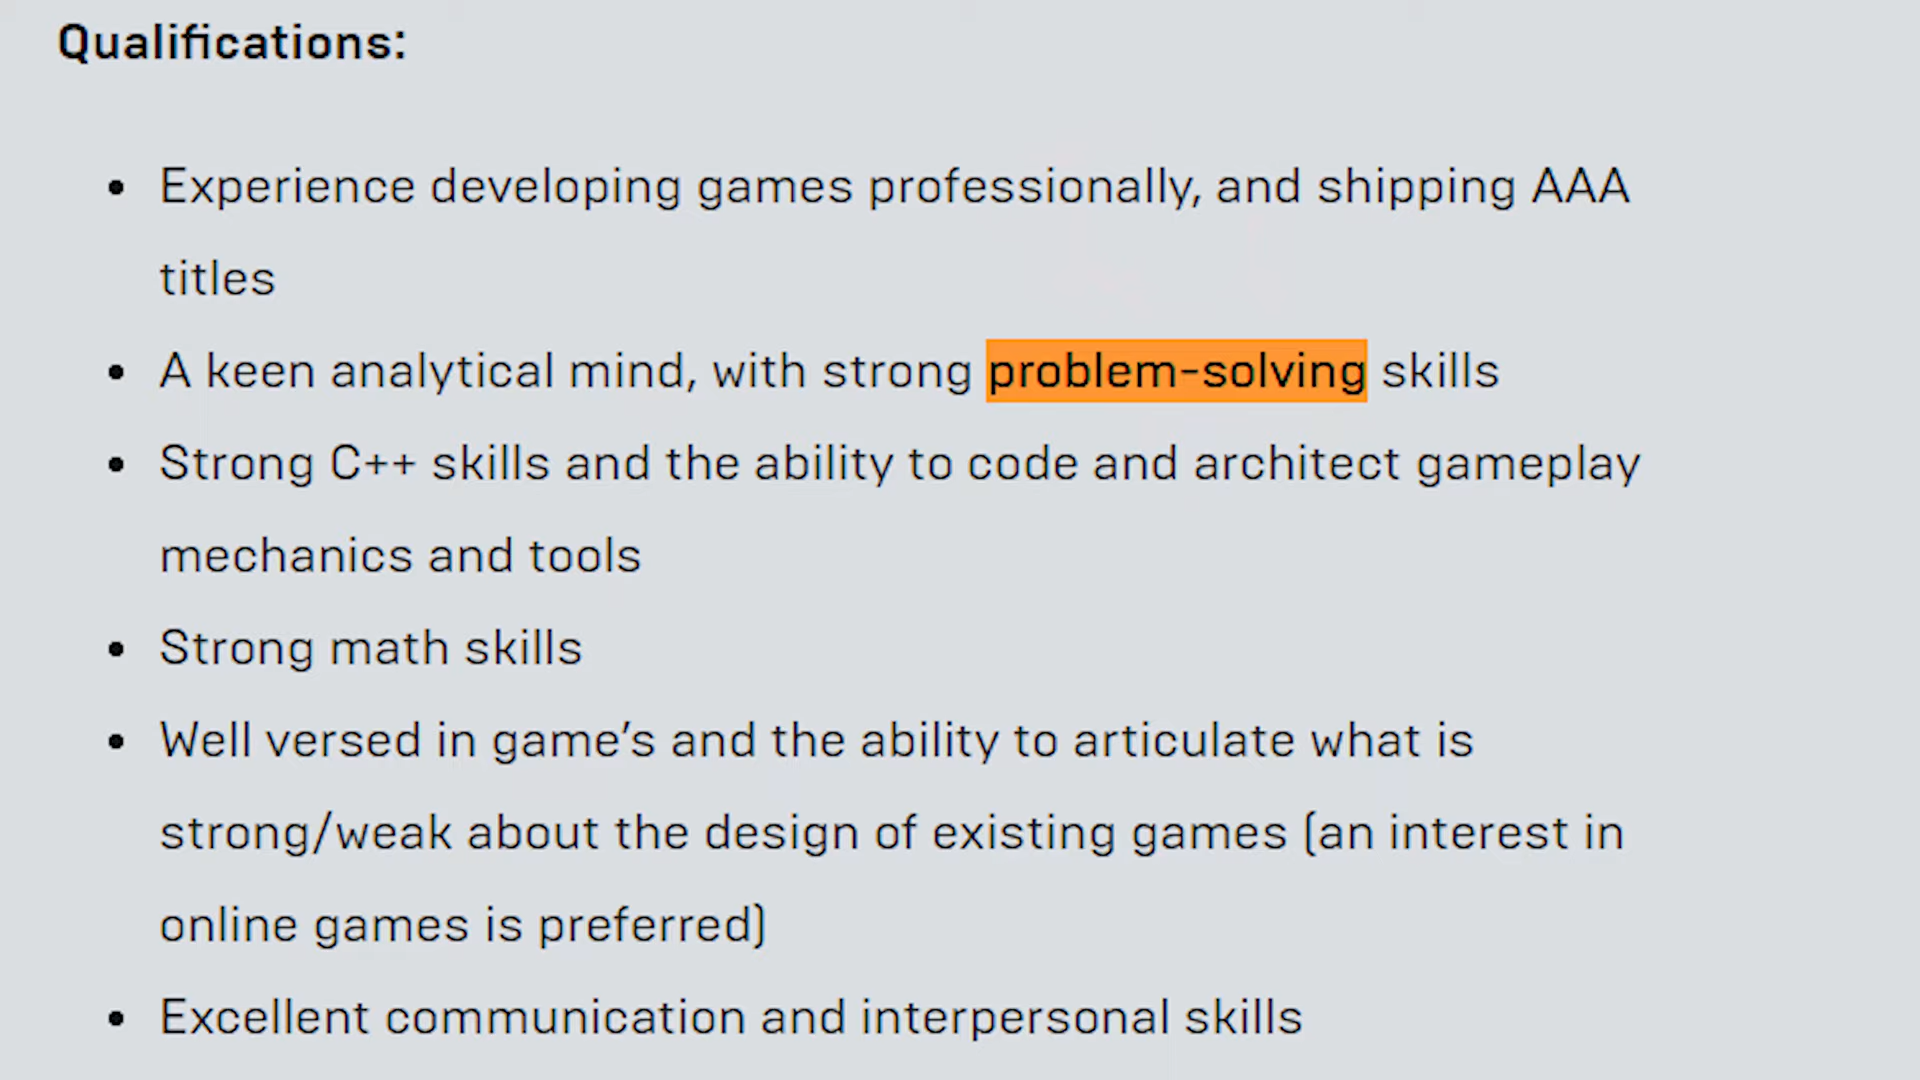 Qualifications:
• Experience developing games professionally, and shipping AAA
titles
• A keen analytical mind, with strong problem-solving skills
• Strong C++ skills and the ability to code and architect gameplay
mechanics and tools
• Strong math skills
• Well versed in game’s and the ability to articulate what is
strong/weak about the design of existing games (an interest in
online games is preferred)
• Excellent communication and interpersonal skills